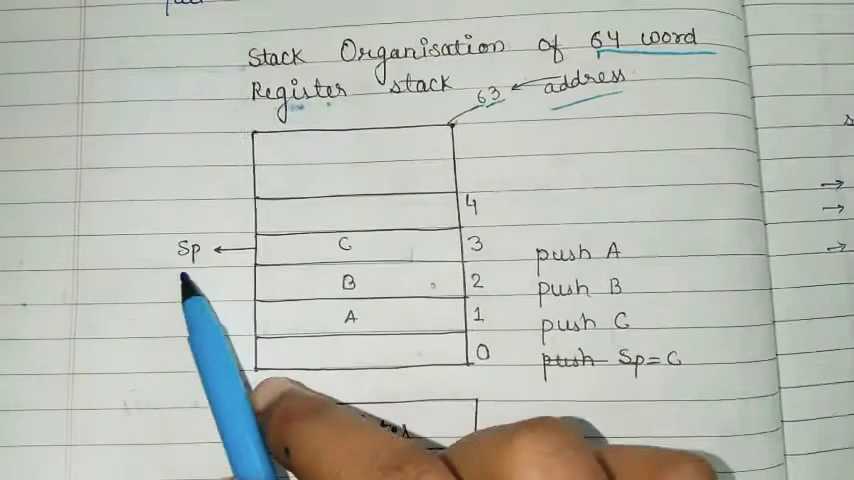 Stack Organisation of 64 word
Register stack
63 ← address
4
Sp ← C 3 push A
B 2 push B
A 1 push C
0 push Sp = C